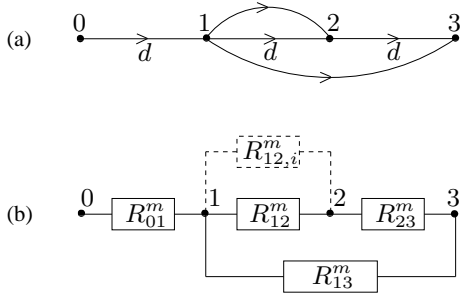 0 1 2 3
(a)
d d d
R^m_{12,i}
0 1 2 3
(b) R^m_{01} R^m_{12} R^m_{23}
R^m_{13}